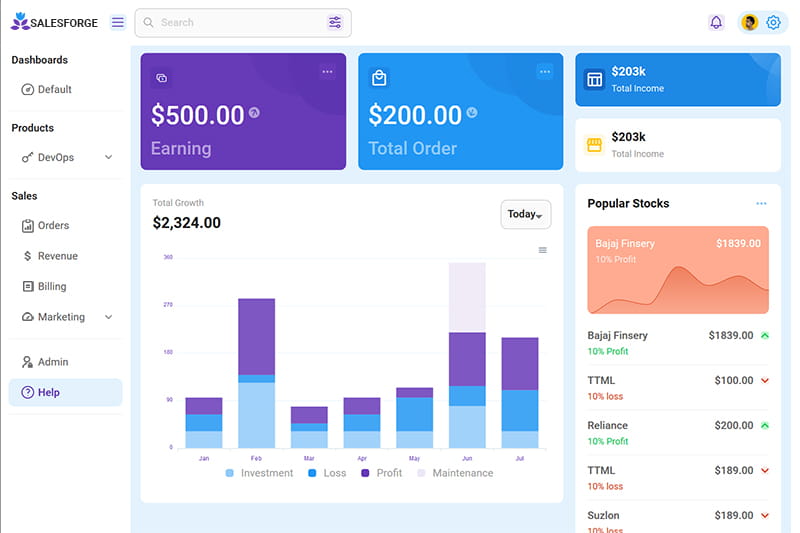 SALESFORGE
Search
Dashboards
Default
Products
DevOps
Sales
Orders
Revenue
Billing
Marketing
Admin
Help
$500.00
Earning
$200.00
Total Order
$203k
Total Income
$203k
Total Income
Total Growth
$2,324.00
Today
360
270
180
90
0
Jan Feb Mar Apr May Jun Jul
Investment Loss Profit Maintenance
Popular Stocks
Bajaj Finsery $1839.00
10% Profit
Bajaj Finsery $1839.00
10% Profit
TTML $100.00
10% loss
Reliance $200.00
10% Profit
TTML $189.00
10% loss
Suzlon $189.00
10% loss